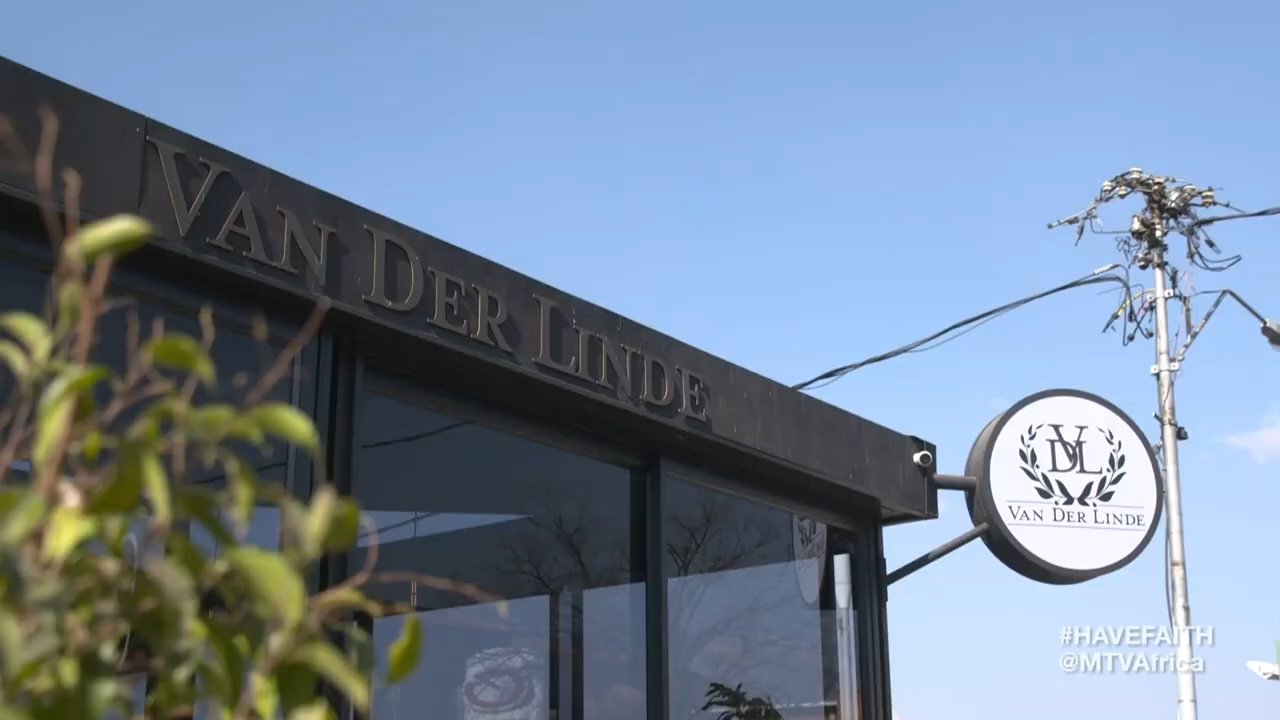 VAN DER LINDE
VDL
VAN DER LINDE
#HAVEFAITH
@MTVAfrica